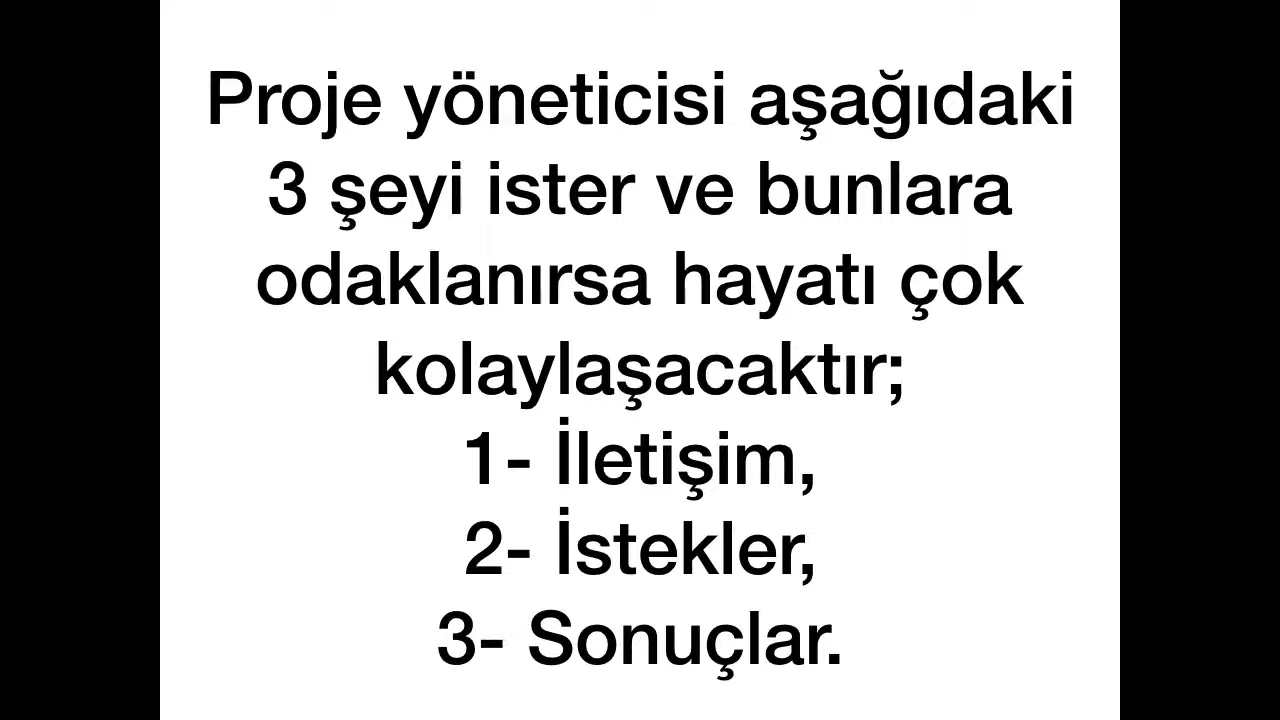 Proje yöneticisi aşağıdaki
3 şeyi ister ve bunlara
odaklanırsa hayatı çok
kolaylaşacaktır;
1- İletişim,
2- İstekler,
3- Sonuçlar.